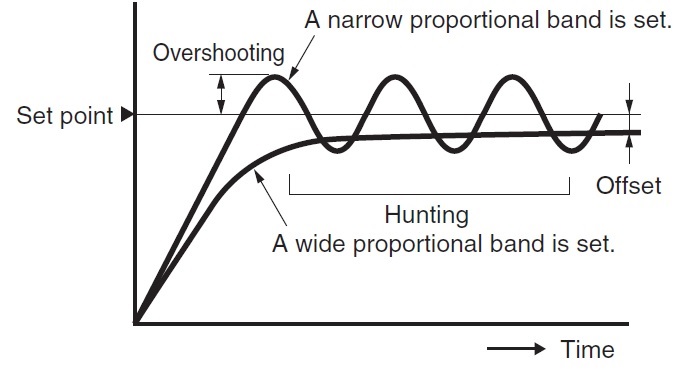 A narrow proportional band is set.
Overshooting
Set point
Offset
Hunting
A wide proportional band is set.
Time